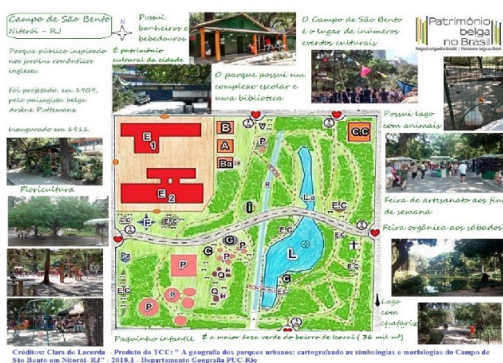 Campo de São Bento
Niterói - RJ
Parque público inspirado
nos jardins românticos
ingleses.
Foi projetado, em 1909,
pelo paisagista belga
Arsène Puttemans.
Inaugurado em 1911.
Floricultura
Possui
banheiros e
bebedouros
É patrimônio
cultural da cidade
O Campo de São Bento
é o lugar de inúmeros
eventos culturais
O parque possui um
complexo escolar e
uma biblioteca
Patrimônio
belga
no Brasil
Possui lago
com animais
Feira de artesanato aos fins
de semana
Feira orgânica aos sábados
Lago
com
chafariz
E
1
E
2
B
A
Ba
P
C.C
L.a
L
R
E.C
G
C
Q
Pa
Parquinho infantil
É a maior área verde do bairro de Icaraí ( 36 mil m²)
Créditos: Clara de Lacerda - Produto do TCC: " A geografia dos parques urbanos: cartografando as simbologias e morfologias do Campo de
São Bento em Niterói- RJ" - 2018.1 - Departamento Geografia PUC-Rio